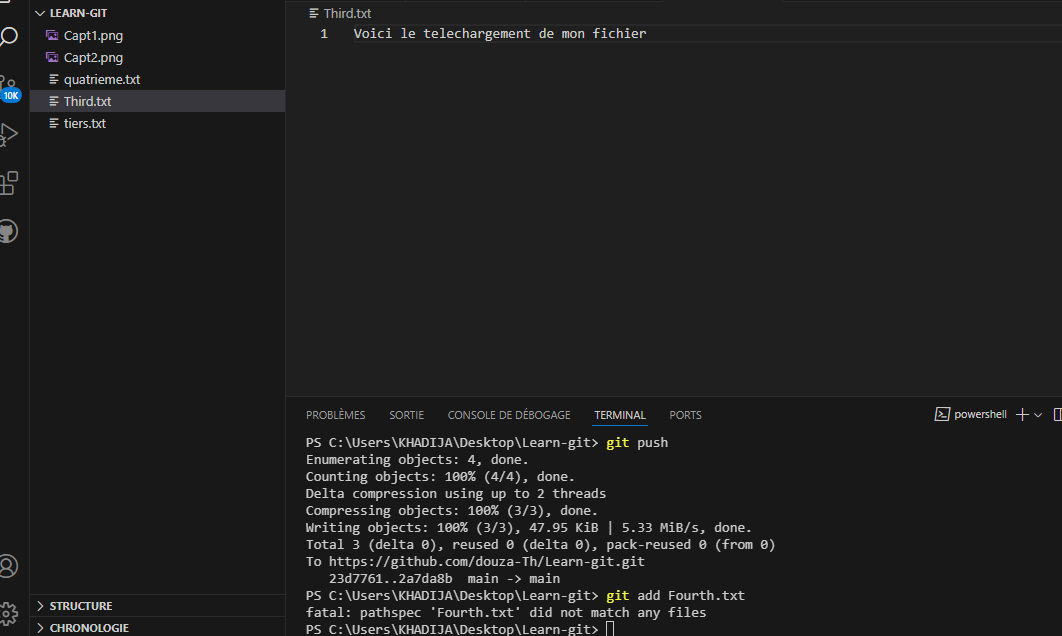 LEARN-GIT
Capt1.png
Capt2.png
quatrieme.txt
Third.txt
tiers.txt
10K
STRUCTURE
CHRONOLOGIE
Third.txt
1 Voici le telechargement de mon fichier
PROBLÈMES SORTIE CONSOLE DE DÉBOGAGE TERMINAL PORTS powershell
PS C:\Users\KHADIJA\Desktop\Learn-git> git push
Enumerating objects: 4, done.
Counting objects: 100% (4/4), done.
Delta compression using up to 2 threads
Compressing objects: 100% (3/3), done.
Writing objects: 100% (3/3), 47.95 KiB | 5.33 MiB/s, done.
Total 3 (delta 0), reused 0 (delta 0), pack-reused 0 (from 0)
To https://github.com/douza-Th/Learn-git.git
23d7761..2a7da8b main -> main
PS C:\Users\KHADIJA\Desktop\Learn-git> git add Fourth.txt
fatal: pathspec 'Fourth.txt' did not match any files
PS C:\Users\KHADIJA\Desktop\Learn-git>